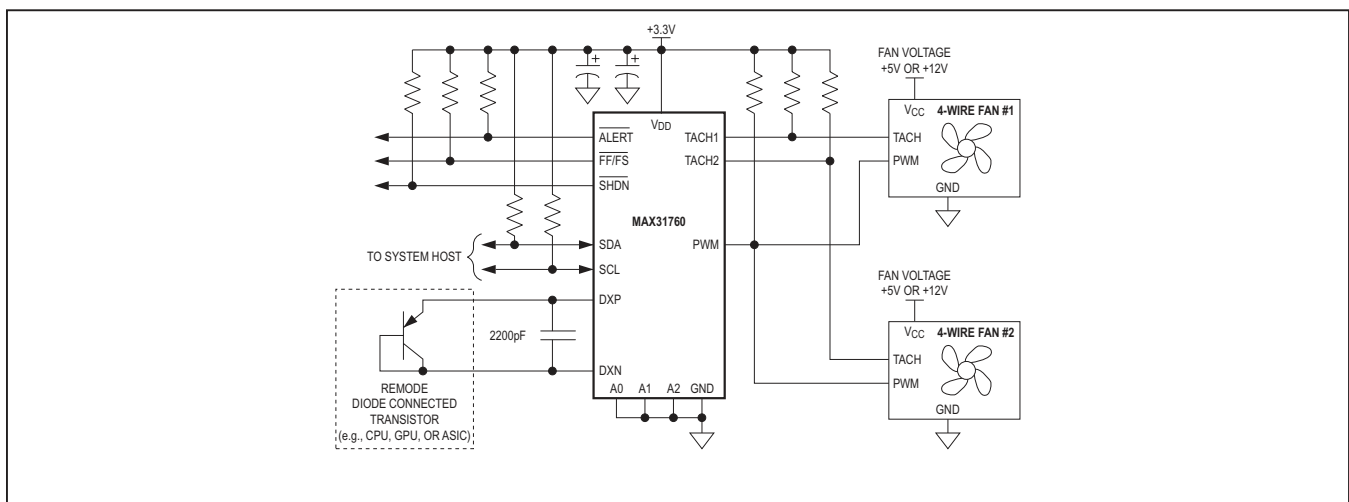 +3.3V
FAN VOLTAGE
+5V OR +12V
VCC
4-WIRE FAN #1
TACH
PWM
GND
VDD
ALERT
FF/FS
SHDN
TACH1
TACH2
MAX31760
SDA
SCL
PWM
TO SYSTEM HOST
DXP
DXN
2200pF
A0 A1 A2 GND
REMODE
DIODE CONNECTED
TRANSISTOR
(e.g., CPU, GPU, OR ASIC)
FAN VOLTAGE
+5V OR +12V
VCC
4-WIRE FAN #2
TACH
PWM
GND